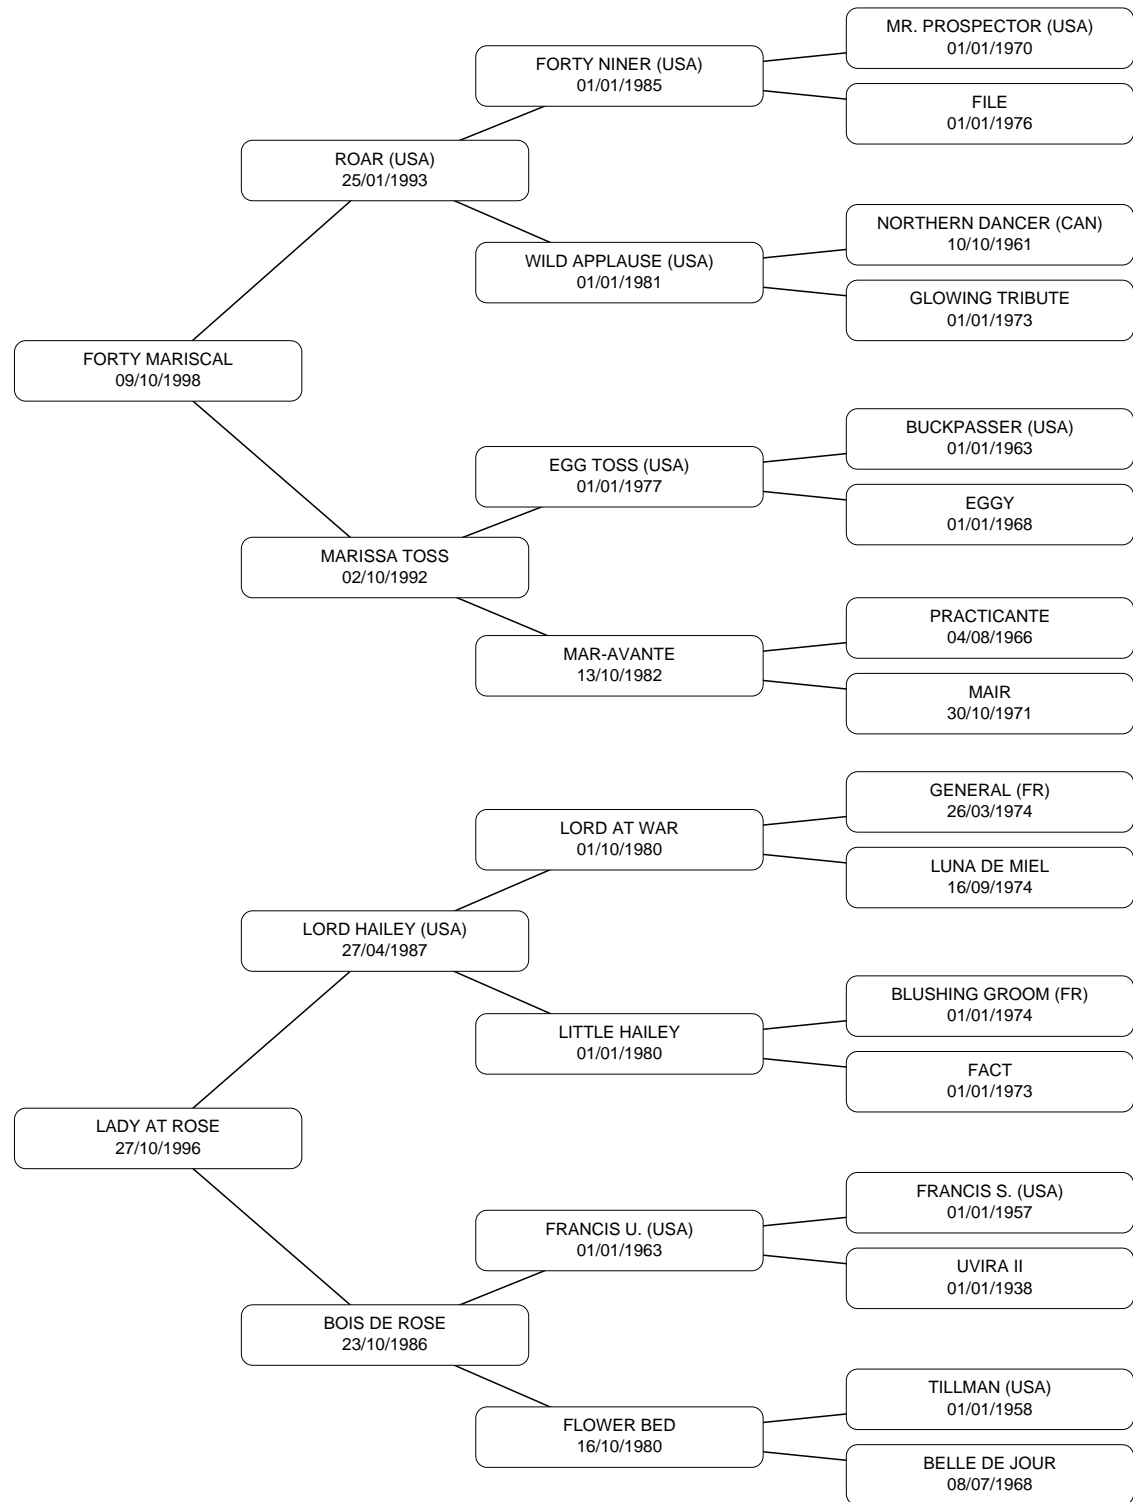 MR. PROSPECTOR (USA)
01/01/1970
FORTY NINER (USA)
01/01/1985
FILE
01/01/1976
ROAR (USA)
25/01/1993
NORTHERN DANCER (CAN)
10/10/1961
WILD APPLAUSE (USA)
01/01/1981
GLOWING TRIBUTE
01/01/1973
FORTY MARISCAL
09/10/1998
BUCKPASSER (USA)
01/01/1963
EGG TOSS (USA)
01/01/1977
EGGY
01/01/1968
MARISSA TOSS
02/10/1992
PRACTICANTE
04/08/1966
MAR-AVANTE
13/10/1982
MAIR
30/10/1971
GENERAL (FR)
26/03/1974
LORD AT WAR
01/10/1980
LUNA DE MIEL
16/09/1974
LORD HAILEY (USA)
27/04/1987
BLUSHING GROOM (FR)
01/01/1974
LITTLE HAILEY
01/01/1980
FACT
01/01/1973
LADY AT ROSE
27/10/1996
FRANCIS S. (USA)
01/01/1957
FRANCIS U. (USA)
01/01/1963
UVIRA II
01/01/1938
BOIS DE ROSE
23/10/1986
TILLMAN (USA)
01/01/1958
FLOWER BED
16/10/1980
BELLE DE JOUR
08/07/1968